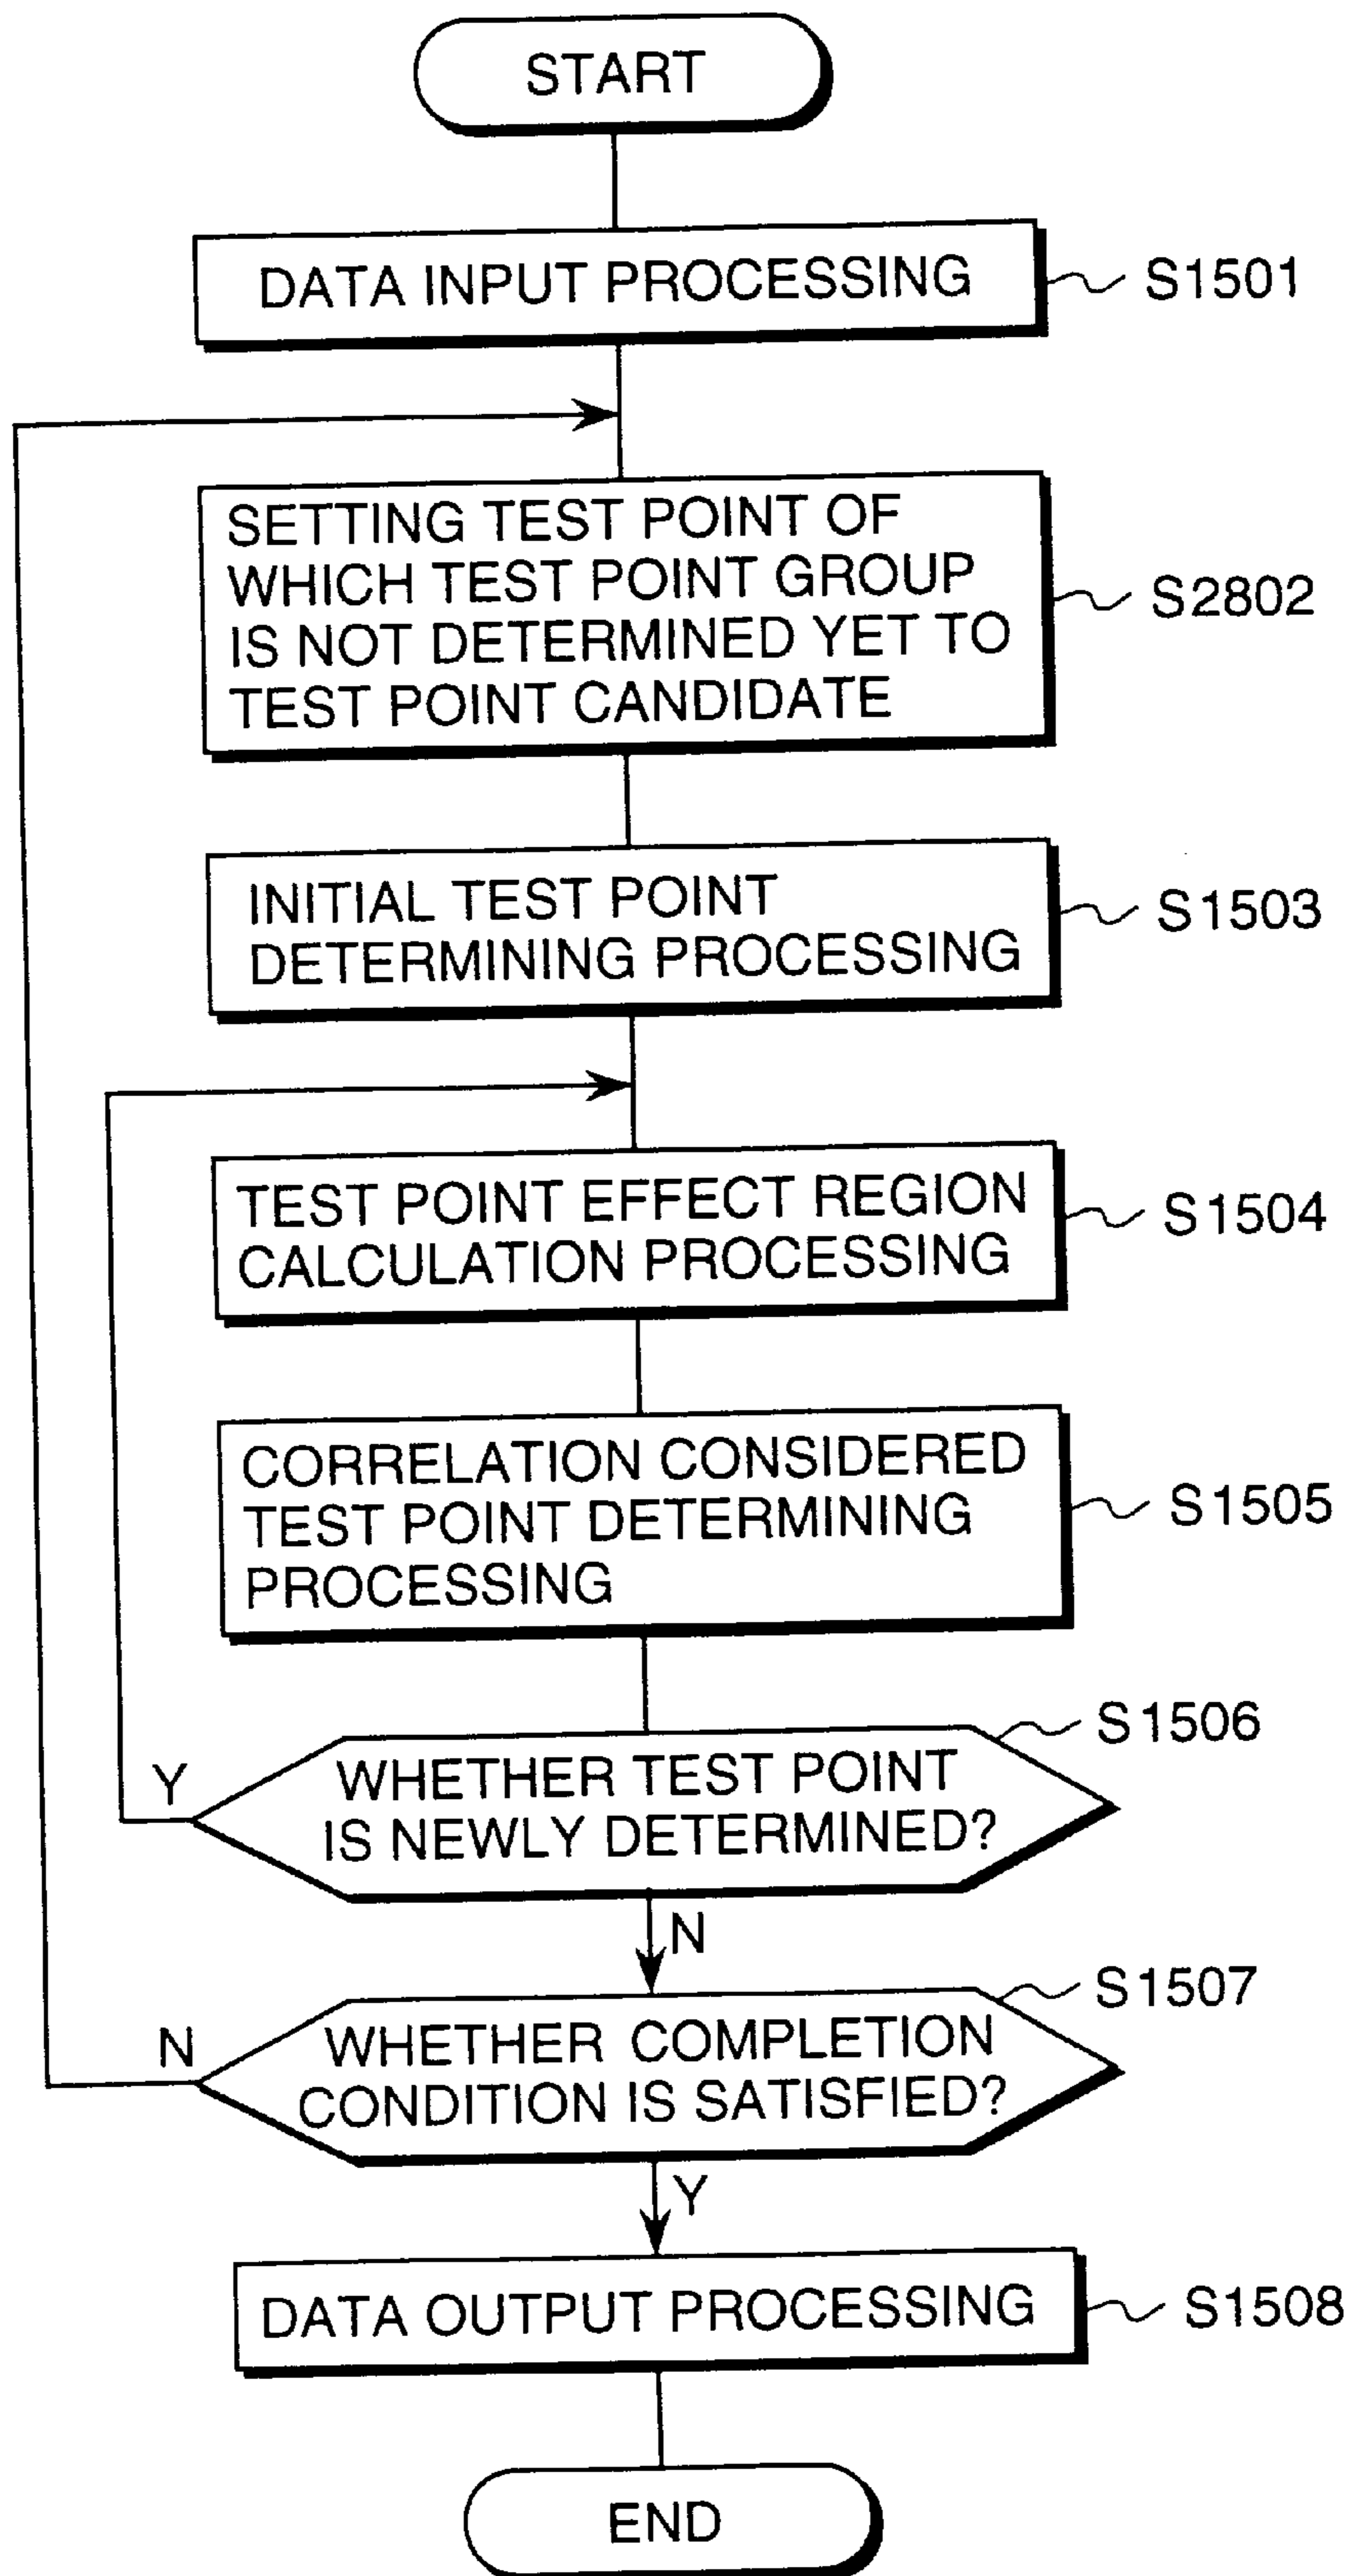 START
DATA INPUT PROCESSING
S1501
SETTING TEST POINT OF
WHICH TEST POINT GROUP
IS NOT DETERMINED YET TO
TEST POINT CANDIDATE
S2802
INITIAL TEST POINT
DETERMINING PROCESSING
S1503
TEST POINT EFFECT REGION
CALCULATION PROCESSING
S1504
CORRELATION CONSIDERED
TEST POINT DETERMINING
PROCESSING
S1505
S1506
WHETHER TEST POINT
IS NEWLY DETERMINED?
Y
N
S1507
WHETHER COMPLETION
CONDITION IS SATISFIED?
N
Y
DATA OUTPUT PROCESSING
S1508
END